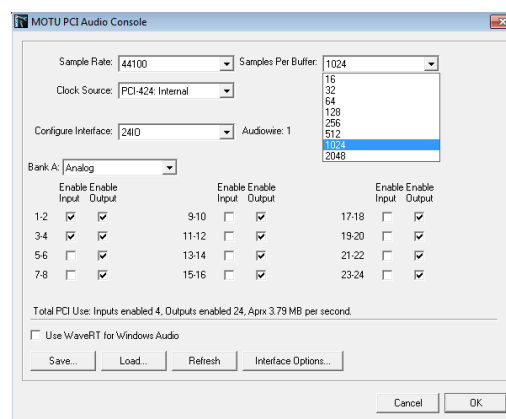 MOTU PCI Audio Console
Sample Rate: 44100 Samples Per Buffer: 1024
16
32
64
128
256
512
1024
2048
Clock Source: PCI-424: Internal
Configure Interface: 24IO Audiowire: 1
Bank A: Analog
Enable Enable Enable Enable Enable Enable
Input Output Input Output Input Output
1-2 9-10 17-18
3-4 11-12 19-20
5-6 13-14 21-22
7-8 15-16 23-24
Total PCI Use: Inputs enabled 4, Outputs enabled 24, Aprx 3.79 MB per second.
Use WaveRT for Windows Audio
Save... Load... Refresh Interface Options...
Cancel OK